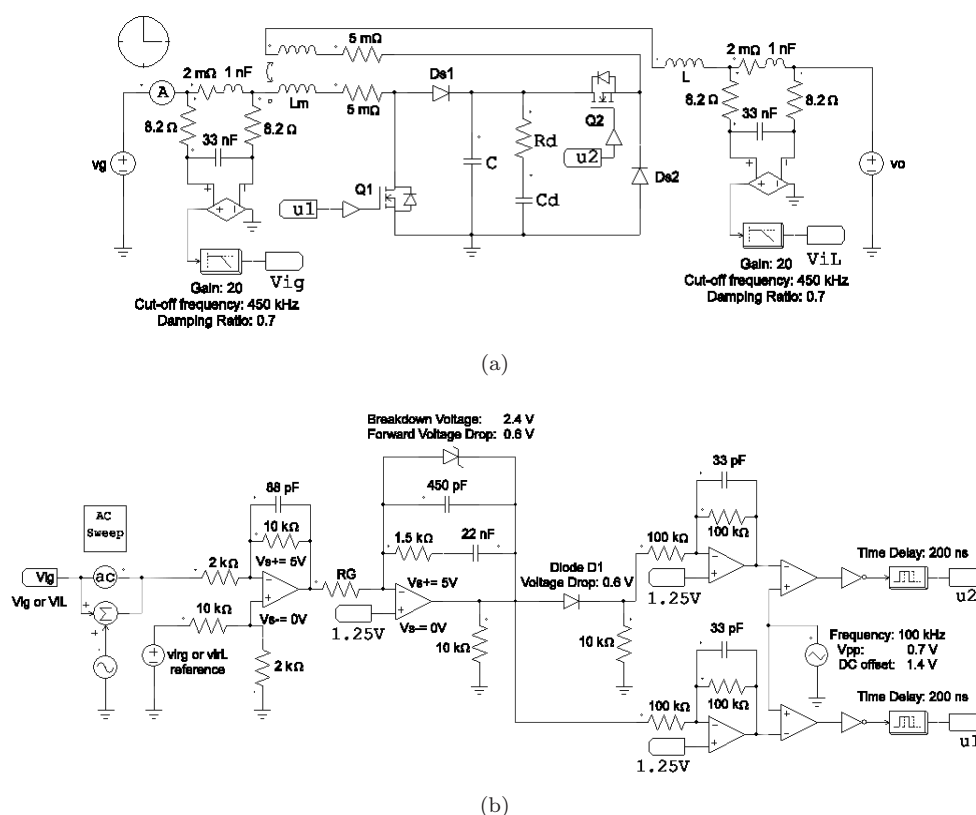 5 mΩ
2 mΩ 1 nF
Lm
5 mΩ
Ds1
L
2 mΩ 1 nF
A
8.2 Ω
8.2 Ω
33 nF
vg
Q2
u2
Rd
C
Cd
Ds2
Q1
u1
8.2 Ω
8.2 Ω
33 nF
vo
Vig
Gain: 20
Cut-off frequency: 450 kHz
Damping Ratio: 0.7
ViL
Gain: 20
Cut-off frequency: 450 kHz
Damping Ratio: 0.7
(a)
Breakdown Voltage: 2.4 V
Forward Voltage Drop: 0.6 V
AC
Sweep
88 pF
10 kΩ
450 pF
1.5 kΩ
22 nF
33 pF
100 kΩ
100 kΩ
Vig
Vig or ViL
ac
Σ
2 kΩ
Vs+= 5V
Vs-= 0V
RG
Vs+= 5V
Vs-= 0V
1.25V
Diode D1
Voltage Drop: 0.6 V
1.25V
Time Delay: 200 ns
u2
10 kΩ
virg or virL
reference
2 kΩ
10 kΩ
10 kΩ
33 pF
100 kΩ
100 kΩ
1.25V
Frequency: 100 kHz
Vpp: 0.7 V
DC offset: 1.4 V
Time Delay: 200 ns
u1
(b)